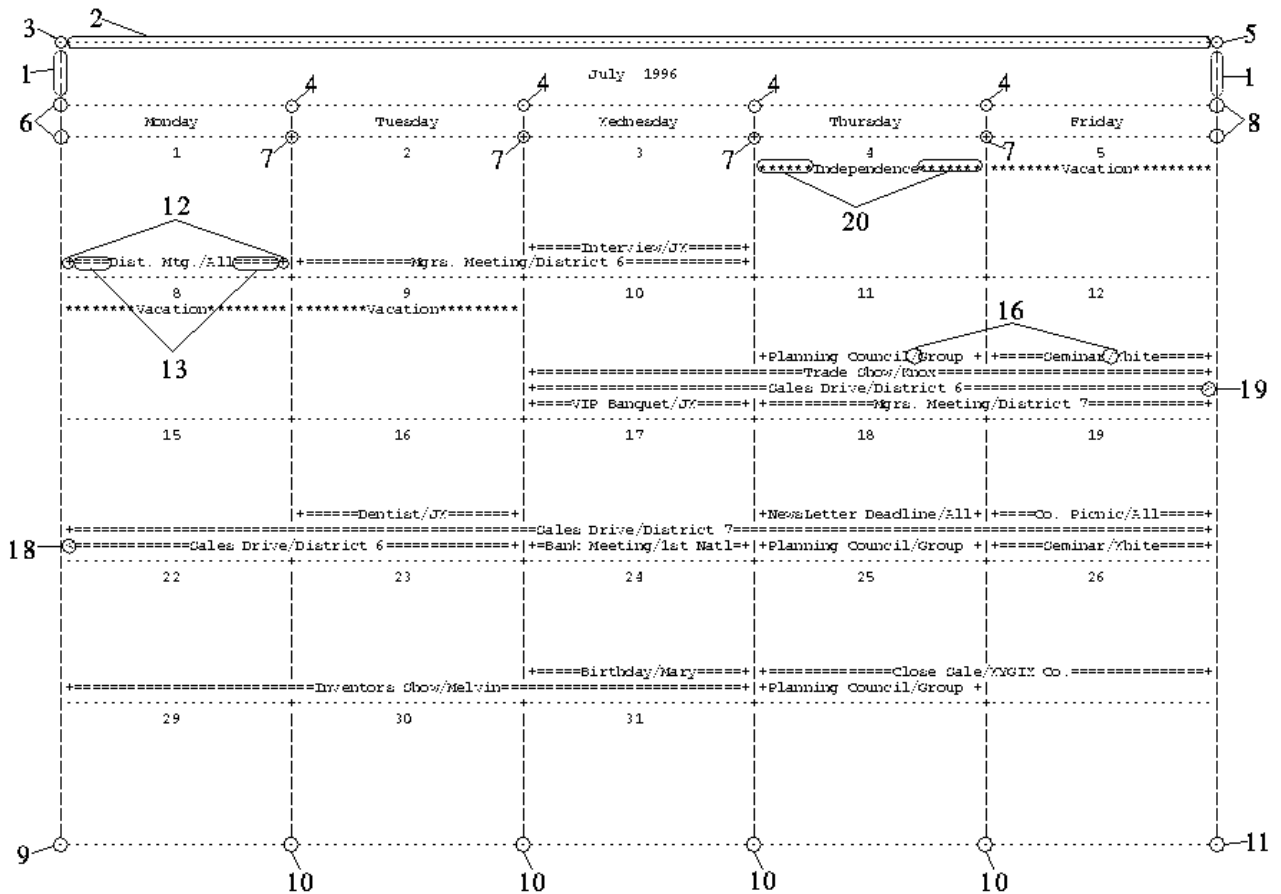 2
3 5
1 July 1996 1
4 4 4 4
6 8
Monday Tuesday Wednesday Thursday Friday
7 7 7 7
1 2 3 4 5
******Independence******* ********Vacation*********
20
12
+=====Interview/JW======+
+====Dist. Mtg./All=====+ +============Mgrs. Meeting/District 6=============+
8 9 10 11 12
********Vacation********* ********Vacation*********
13 16
+Planning Council/Group + +=====Seminar/White=====+
+===========================Trade Show/Knox================================+
+==========================Sales Drive/District 6==========================+ 19
+====VIP Banquet/JW=====+ +============Mgrs. Meeting/District 7=============+
15 16 17 18 19
+======Dentist/JW=======+ +NewsLetter Deadline/All+ +====Co. Picnic/All=====+
+====================================================Sales Drive/District 7=====================================================+
18 +=============Sales Drive/District 6==============+ +Bank Meeting/1st Natl+ +Planning Council/Group + +=====Seminar/White=====+
22 23 24 25 26
+=====Birthday/Mary=====+ +==============Close Sale/WYGIX Co.===============+
+===========================Inventors Show/Melvin===========================+ +Planning Council/Group +
29 30 31
9 11
10 10 10 10